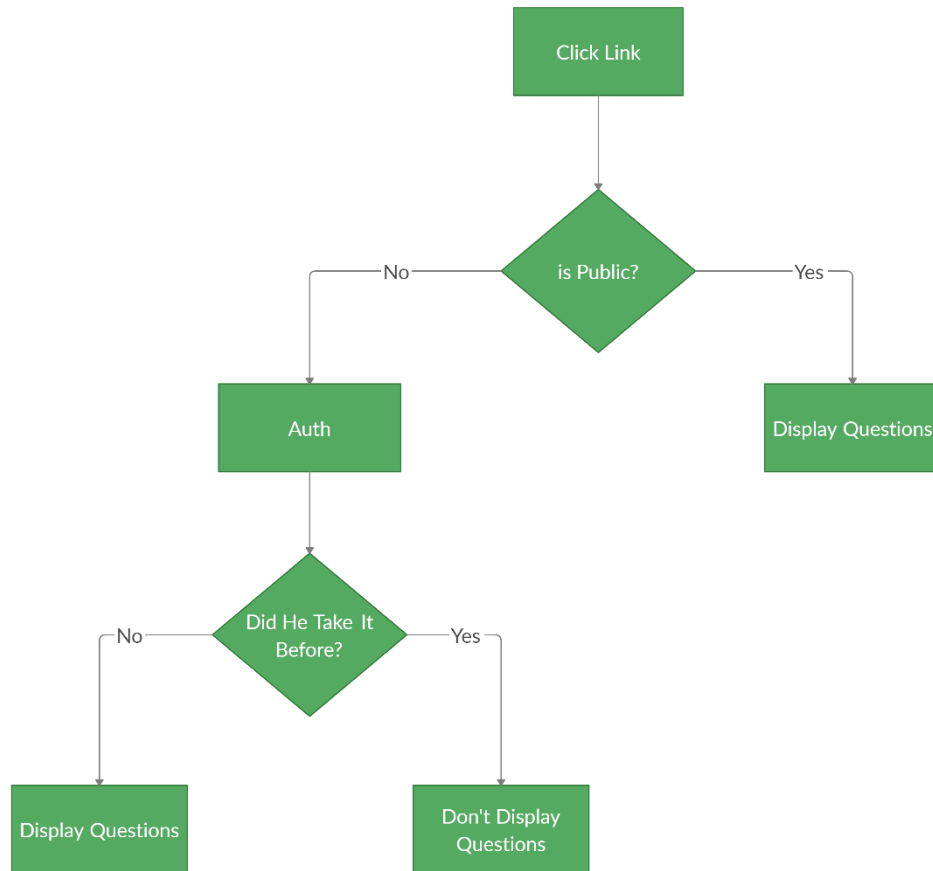 Click Link
is Public?
No
Yes
Auth
Display Questions
Did He Take It
Before?
No
Yes
Display Questions
Don't Display
Questions